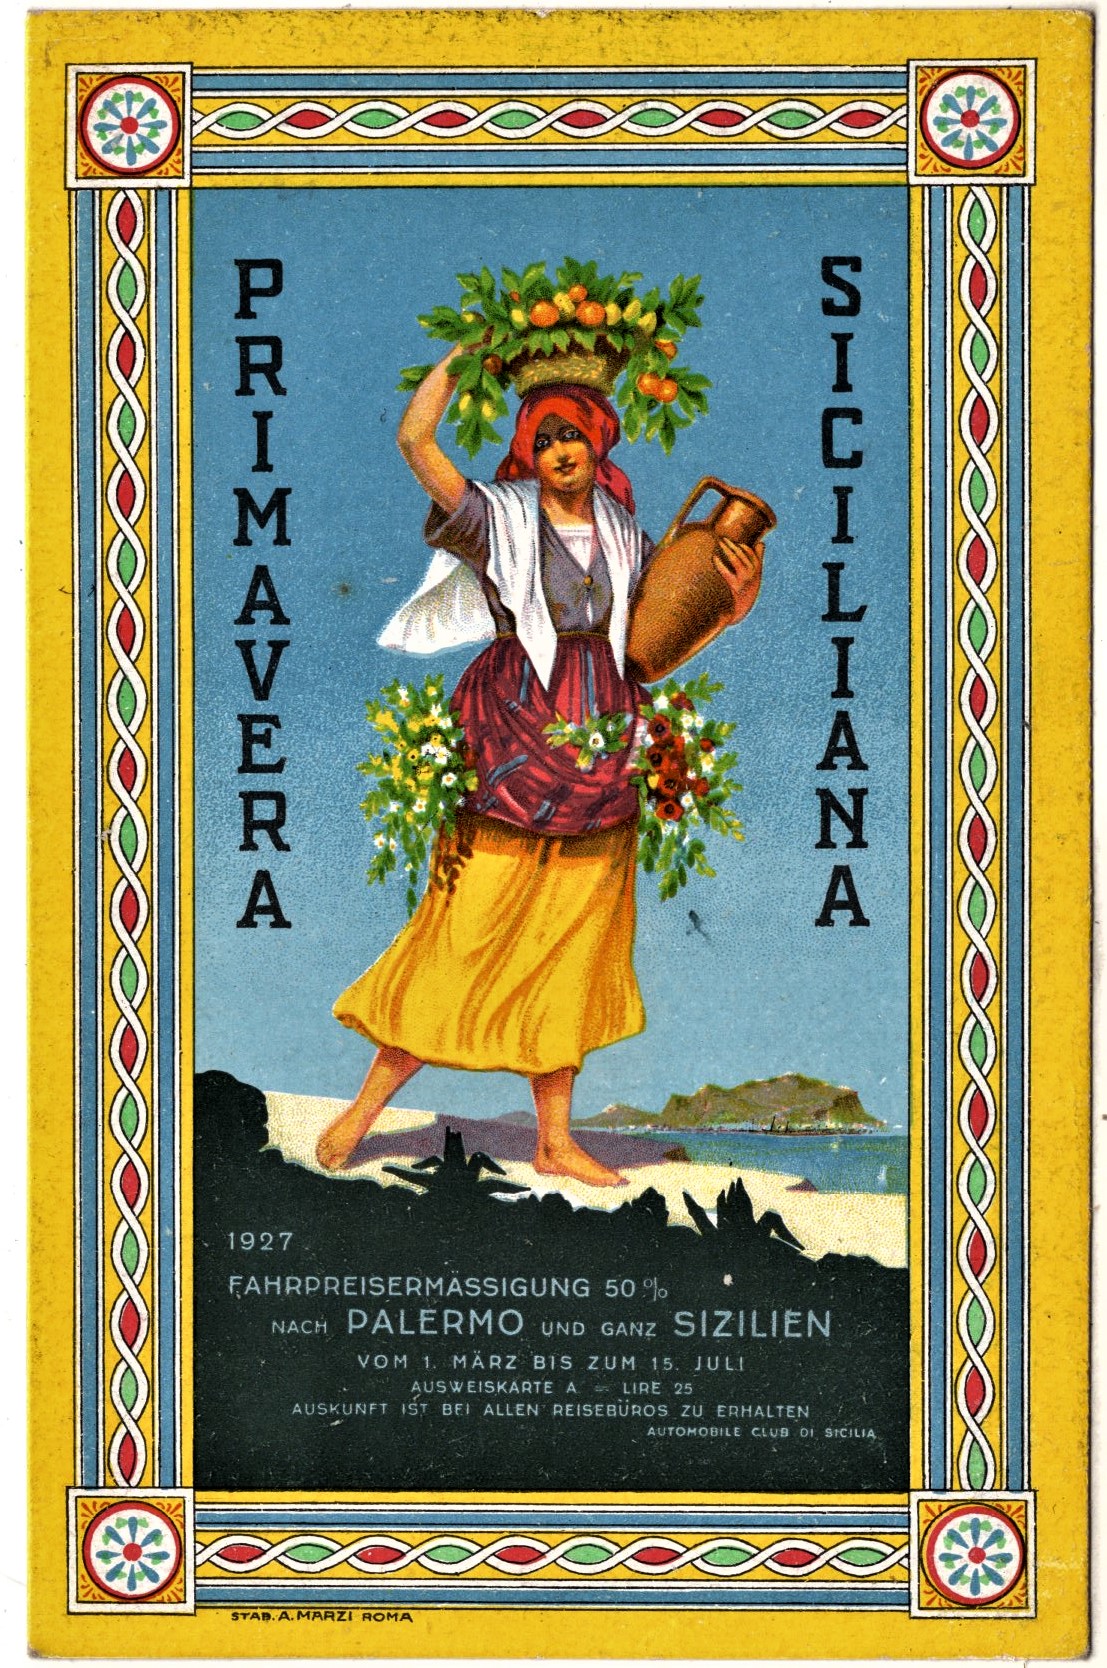 PRIMAVERA
SICILIANA
1927
FAHRPREISERMÄSSIGUNG 50 %
NACH PALERMO UND GANZ SIZILIEN
VOM 1. MÄRZ BIS ZUM 15. JULI
AUSWEISKARTE A = LIRE 25
AUSKUNFT IST BEI ALLEN REISEBÜROS ZU ERHALTEN
AUTOMOBILE CLUB DI SICILIA
STAB. A. MARZI ROMA